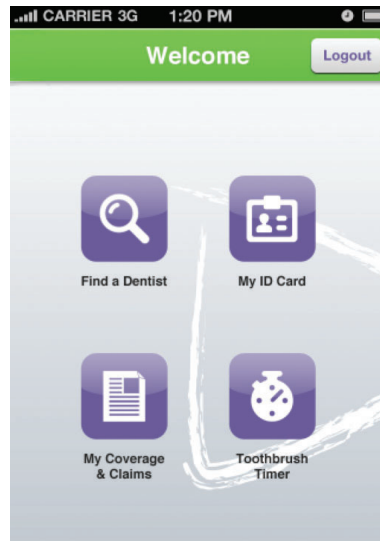 CARRIER 3G 1:20 PM
Welcome
Logout
Find a Dentist
My ID Card
My Coverage
& Claims
Toothbrush
Timer